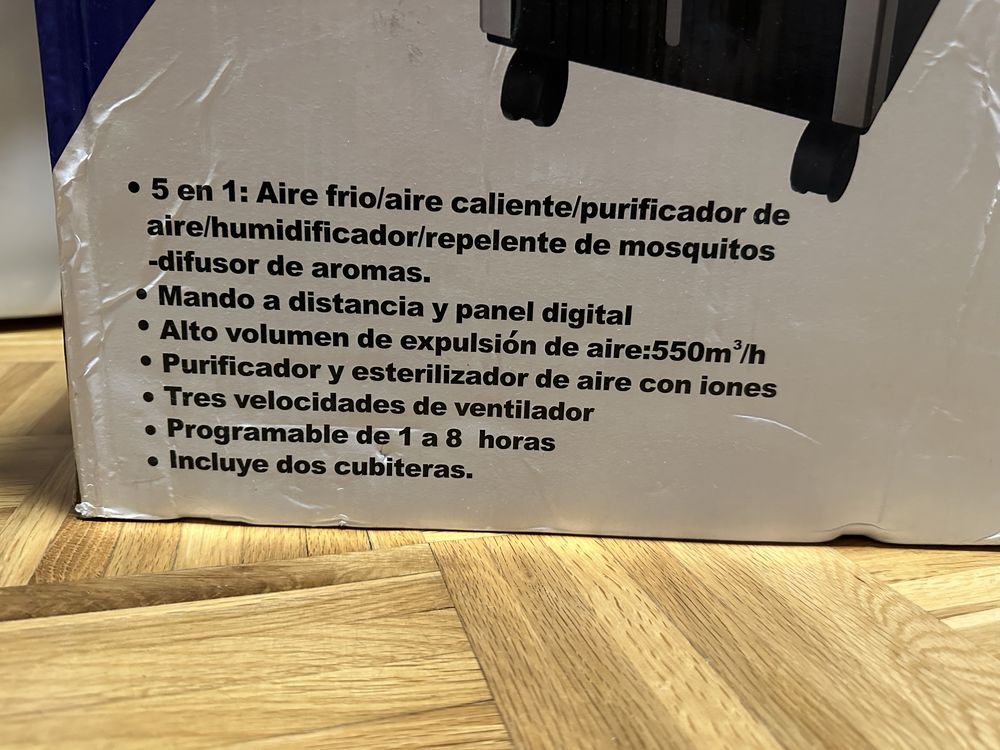 • 5 en 1: Aire frio/aire caliente/purificador de
aire/humidificador/repelente de mosquitos
-difusor de aromas.
• Mando a distancia y panel digital
• Alto volumen de expulsión de aire:550m³/h
• Purificador y esterilizador de aire con iones
• Tres velocidades de ventilador
• Programable de 1 a 8 horas
• Incluye dos cubiteras.